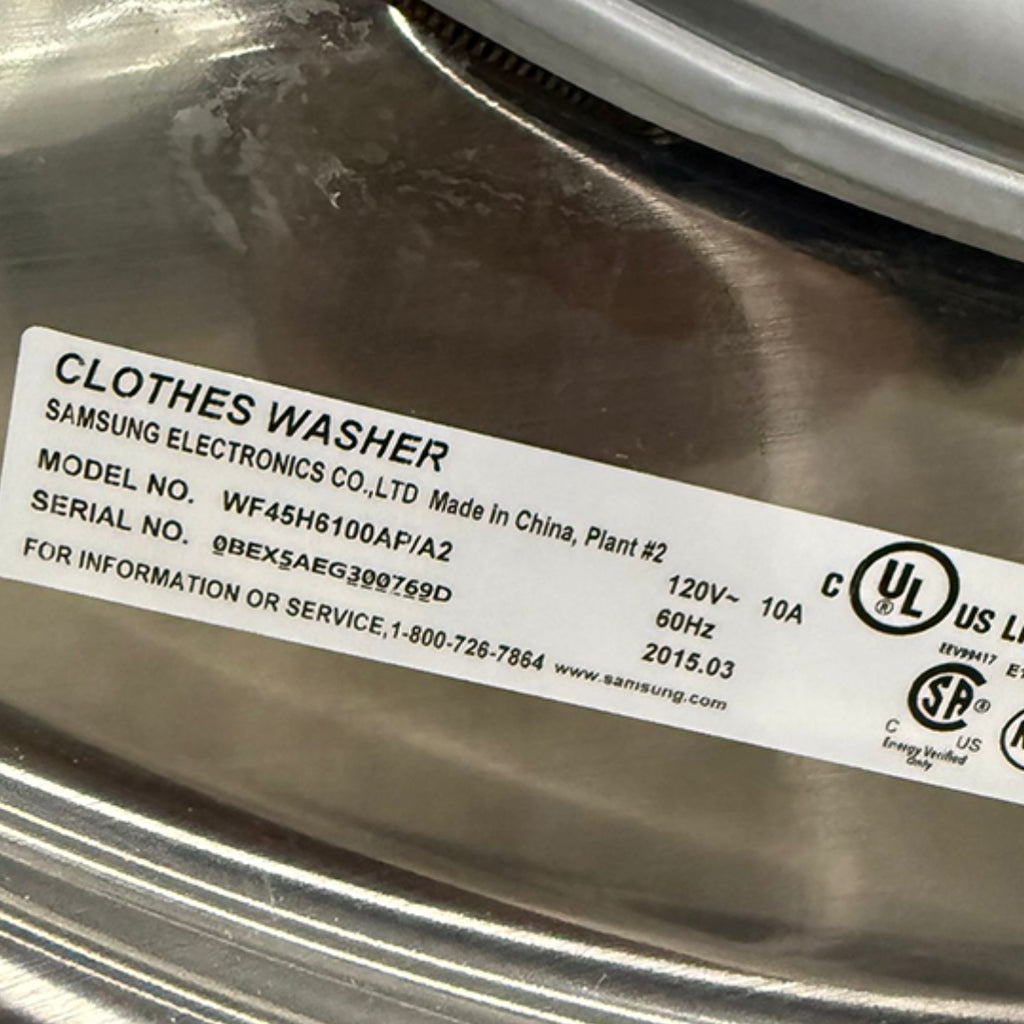 CLOTHES WASHER
SAMSUNG ELECTRONICS CO.,LTD Made in China, Plant #2
MODEL NO. WF45H6100AP/A2
SERIAL NO. 0BEX5AEG300769D
FOR INFORMATION OR SERVICE,1-800-726-7864 www.samsung.com
120V~ 10A
60Hz
2015.03
C UL ® US
SA ®
C US
Energy Verified
Only